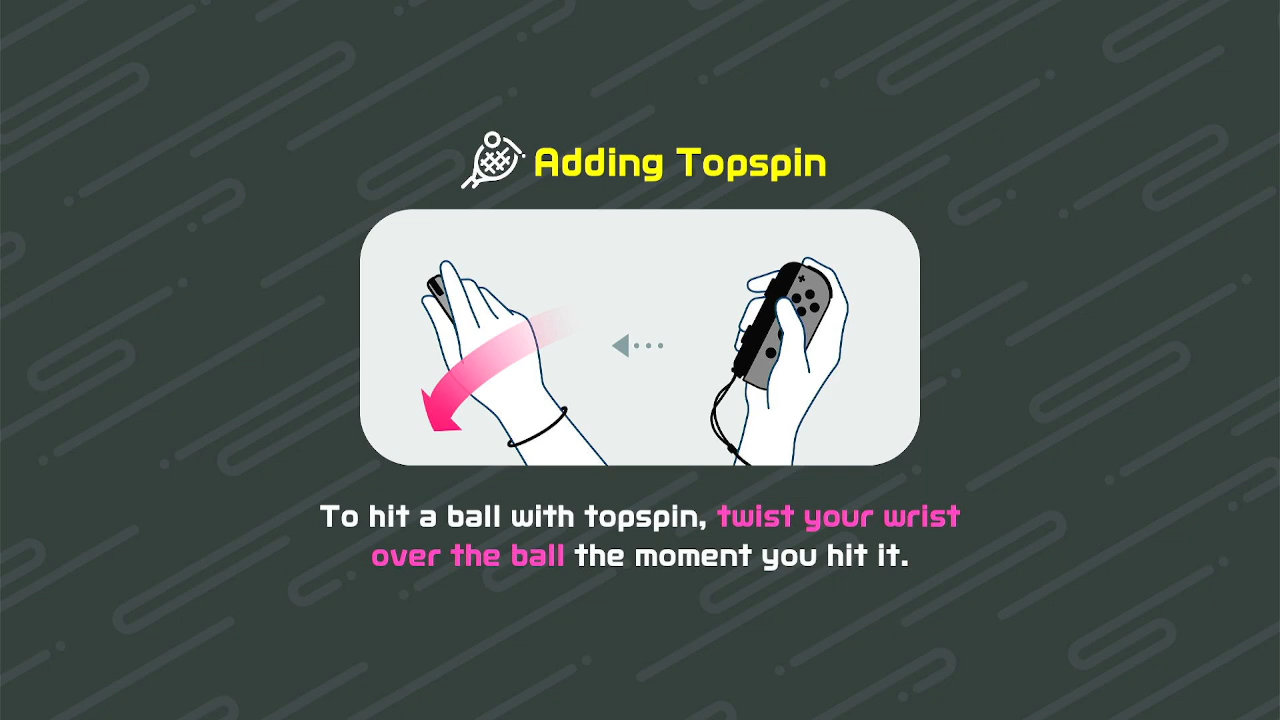 Adding Topspin
To hit a ball with topspin, twist your wrist
over the ball the moment you hit it.